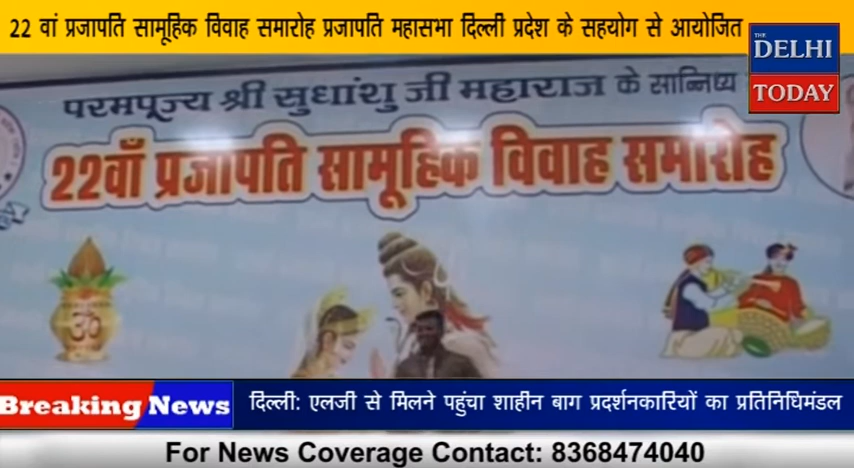 22 वां प्रजापति सामूहिक विवाह समारोह प्रजापति महासभा दिल्ली प्रदेश के सहयोग से आयोजित
THE
DELHI
TODAY
परमपूज्य श्री सुधांशु जी महाराज के सान्निध्य
22वाँ प्रजापति सामूहिक विवाह समारोह
ॐ
Breaking News
दिल्ली: एलजी से मिलने पहुंचा शाहीन बाग प्रदर्शनकारियों का प्रतिनिधिमंडल
For News Coverage Contact: 8368474040